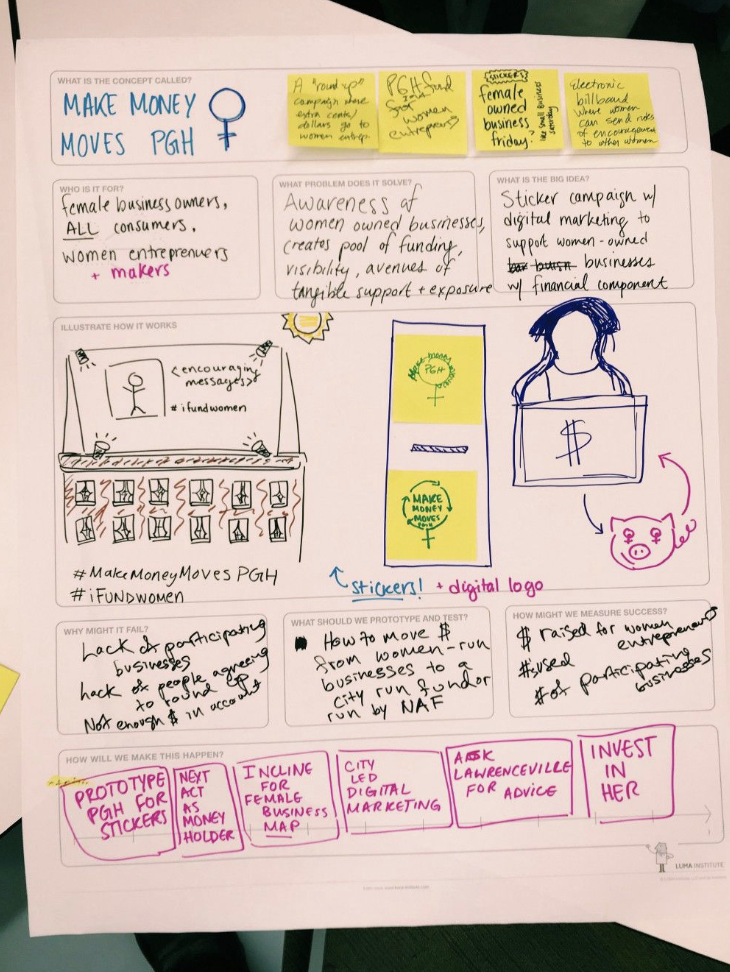 WHAT IS THE CONCEPT CALLED?
MAKE MONEY
MOVES PGH
A "round up"
campaign where
extra cents/
dollars go to
women entrep.
PGH fund
for
women
entrepreneurs
STICKERS
female
owned
business
friday
like Small Business
Saturday
Electronic
billboard
where women
can send notes
of encouragement
to other women
WHO IS IT FOR?
female business owners,
ALL consumers,
women entreprenuers
+ makers
WHAT PROBLEM DOES IT SOLVE?
Awareness of
women owned businesses,
creates pool of funding,
visibility, avenues of
tangible support + exposure
WHAT IS THE BIG IDEA?
Sticker campaign w/
digital marketing to
support women-owned
businesses
w/ financial component
ILLUSTRATE HOW IT WORKS
<encouraging
messages>
#ifundwomen
MAKE MONEY MOVES
PGH
MAKE
MONEY
MOVES
PGH
$
#MakeMoneyMovesPGH
#iFUNDWOMEN
stickers! + digital logo
WHY MIGHT IT FAIL?
Lack of participating
businesses
Lack of people agreeing
to round up
Not enough $ in account
WHAT SHOULD WE PROTOTYPE AND TEST?
How to move $
from women-run
businesses to a
city run fund or
run by NAF
HOW MIGHT WE MEASURE SUCCESS?
$ raised for women
entrepreneurs
#'s used
# of participating
businesses
HOW WILL WE MAKE THIS HAPPEN?
PROTOTYPE
PGH FOR
STICKERS
NEXT
ACT
AS
MONEY
HOLDER
INCLINE
FOR
FEMALE
BUSINESS
MAP
CITY
LED
DIGITAL
MARKETING
ASK
LAWRENCEVILLE
FOR ADVICE
INVEST
IN
HER
LUMA INSTITUTE